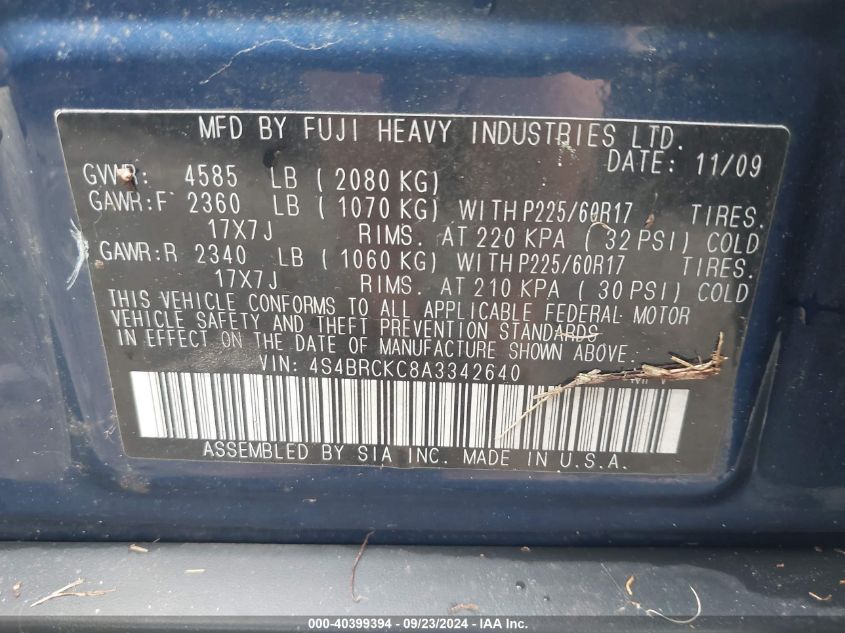 MFD BY FUJI HEAVY INDUSTRIES LTD.
DATE: 11/09
GVWR: 4585 LB ( 2080 KG)
GAWR:F 2360 LB ( 1070 KG) WITH P225/60R17 TIRES.
17X7J RIMS. AT 220 KPA ( 32 PSI) COLD
GAWR:R 2340 LB ( 1060 KG) WITH P225/60R17 TIRES.
17X7J RIMS. AT 210 KPA ( 30 PSI) COLD
THIS VEHICLE CONFORMS TO ALL APPLICABLE FEDERAL MOTOR
VEHICLE SAFETY AND THEFT PREVENTION STANDARDS
IN EFFECT ON THE DATE OF MANUFACTURE SHOWN ABOVE.
VIN: 4S4BRCKC8A3342640
ASSEMBLED BY SIA INC. MADE IN U.S.A.
000-40399394 - 09/23/2024 - IAAI.COM